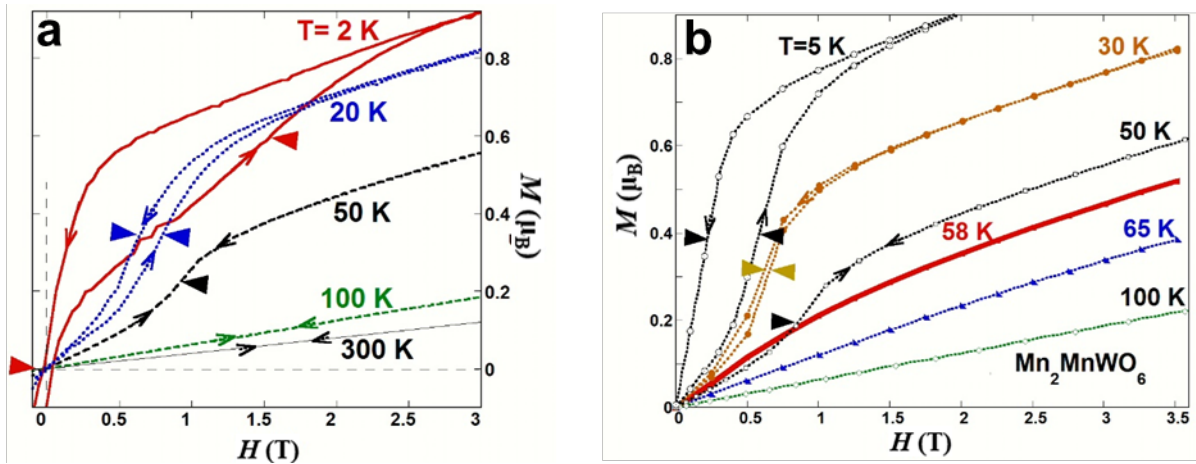 a
T= 2 K
20 K
50 K
100 K
300 K
0.8
0.6
0.4
0.2
0
M (μB)
0 0.5 1 1.5 2 2.5 3
H (T)
b
T=5 K
30 K
50 K
58 K
65 K
100 K
Mn2MnWO6
0.8
0.6
0.4
0.2
0
M (μB)
0 0.5 1 1.5 2 2.5 3 3.5
H (T)